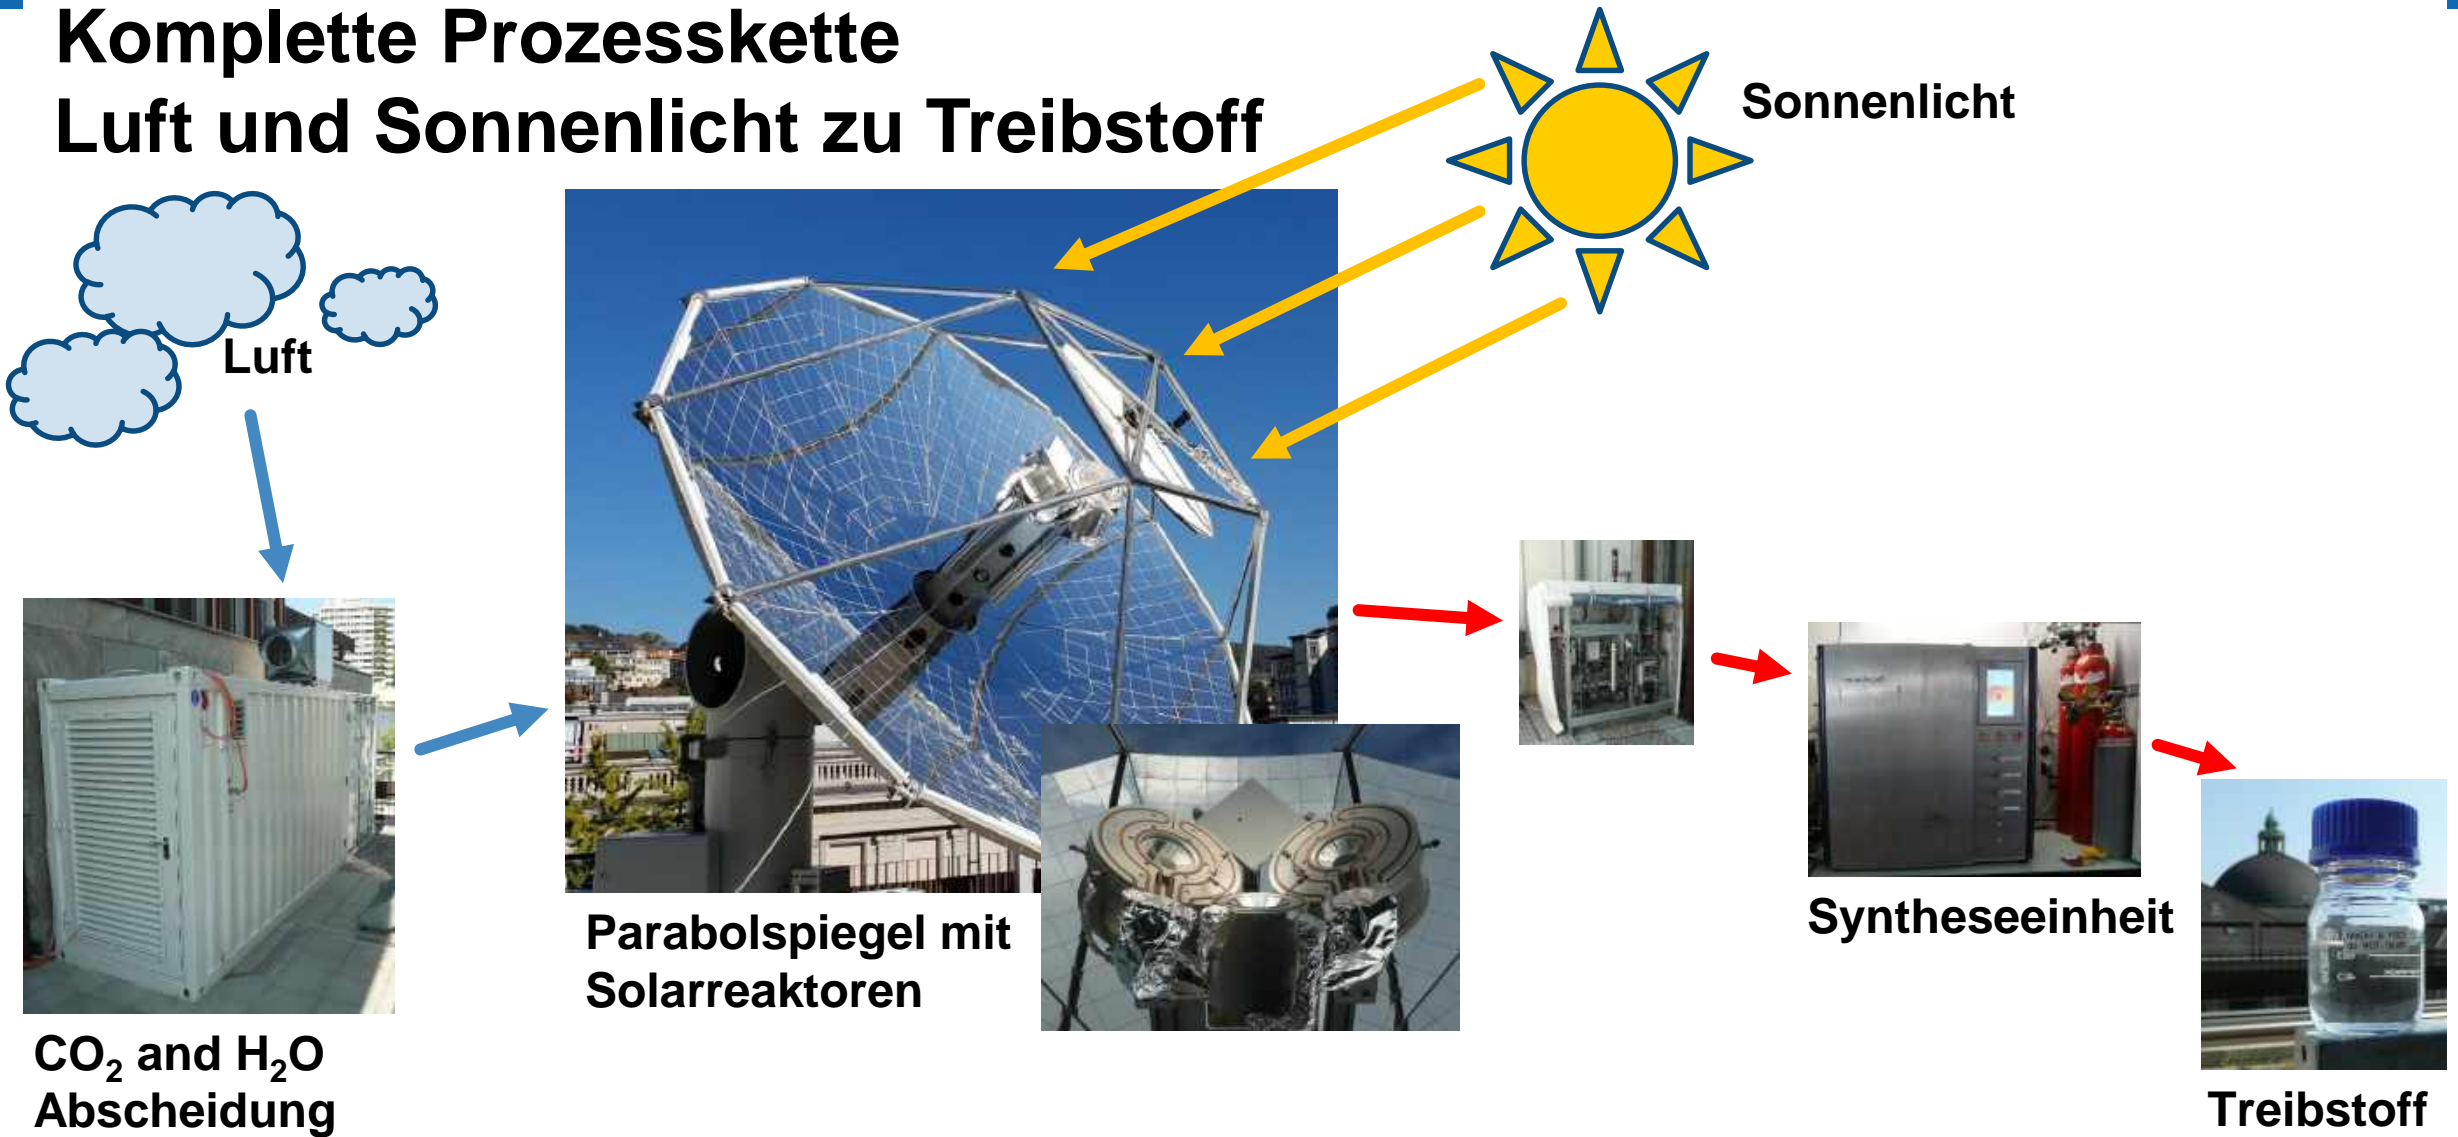 Komplette Prozesskette
Luft und Sonnenlicht zu Treibstoff
Sonnenlicht
Luft
Parabolspiegel mit
Solarreaktoren
Syntheseeinheit
CO₂ and H₂O
Abscheidung
Treibstoff